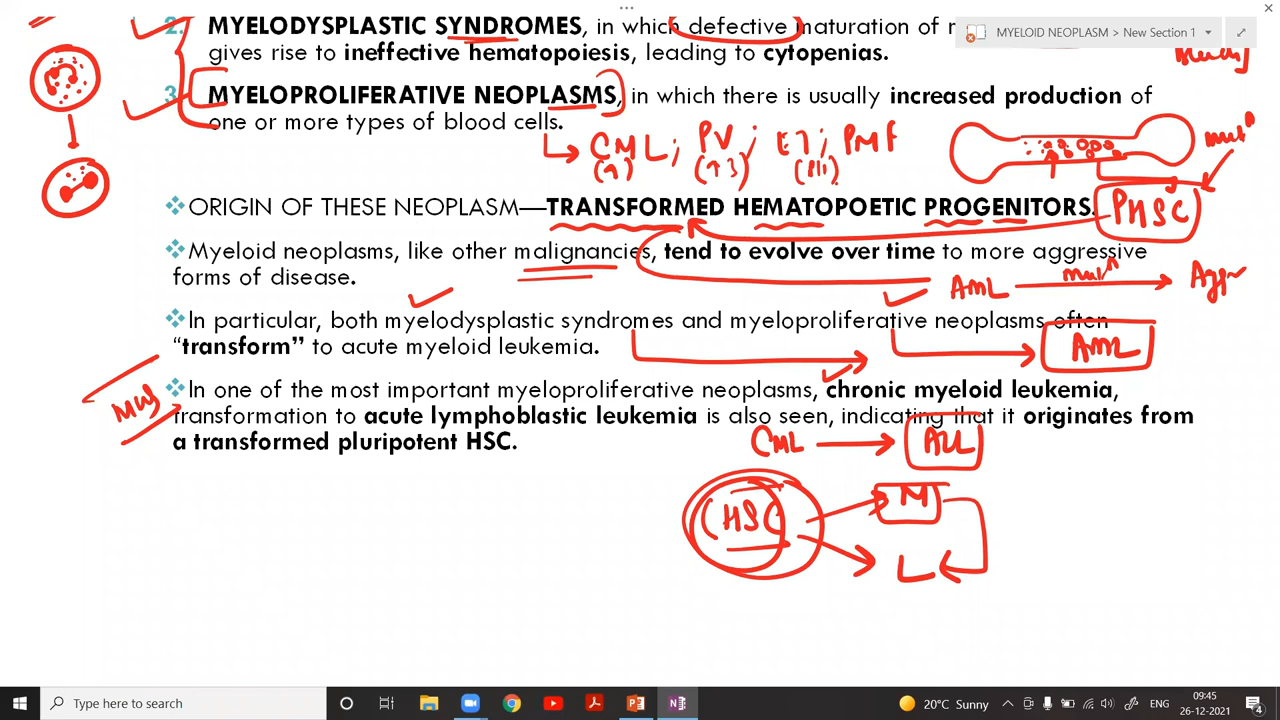 2. MYELODYSPLASTIC SYNDROMES, in which defective maturation of
MYELOID NEOPLASM > New Section 1
gives rise to ineffective hematopoiesis, leading to cytopenias.
3. MYELOPROLIFERATIVE NEOPLASMS, in which there is usually increased production of
one or more types of blood cells.
CML; PV; ET; PMF
mutⁿ
❖ORIGIN OF THESE NEOPLASM—TRANSFORMED HEMATOPOETIC PROGENITORS.
PHSC
❖Myeloid neoplasms, like other malignancies, tend to evolve over time to more aggressive
forms of disease.
AML mutⁿ Aggr
❖In particular, both myelodysplastic syndromes and myeloproliferative neoplasms often
"transform" to acute myeloid leukemia.
AML
❖In one of the most important myeloproliferative neoplasms, chronic myeloid leukemia,
transformation to acute lymphoblastic leukemia is also seen, indicating that it originates from
a transformed pluripotent HSC.
CML ALL
HSC M
L
Type here to search
20°C Sunny
ENG
09:45
26-12-2021
4